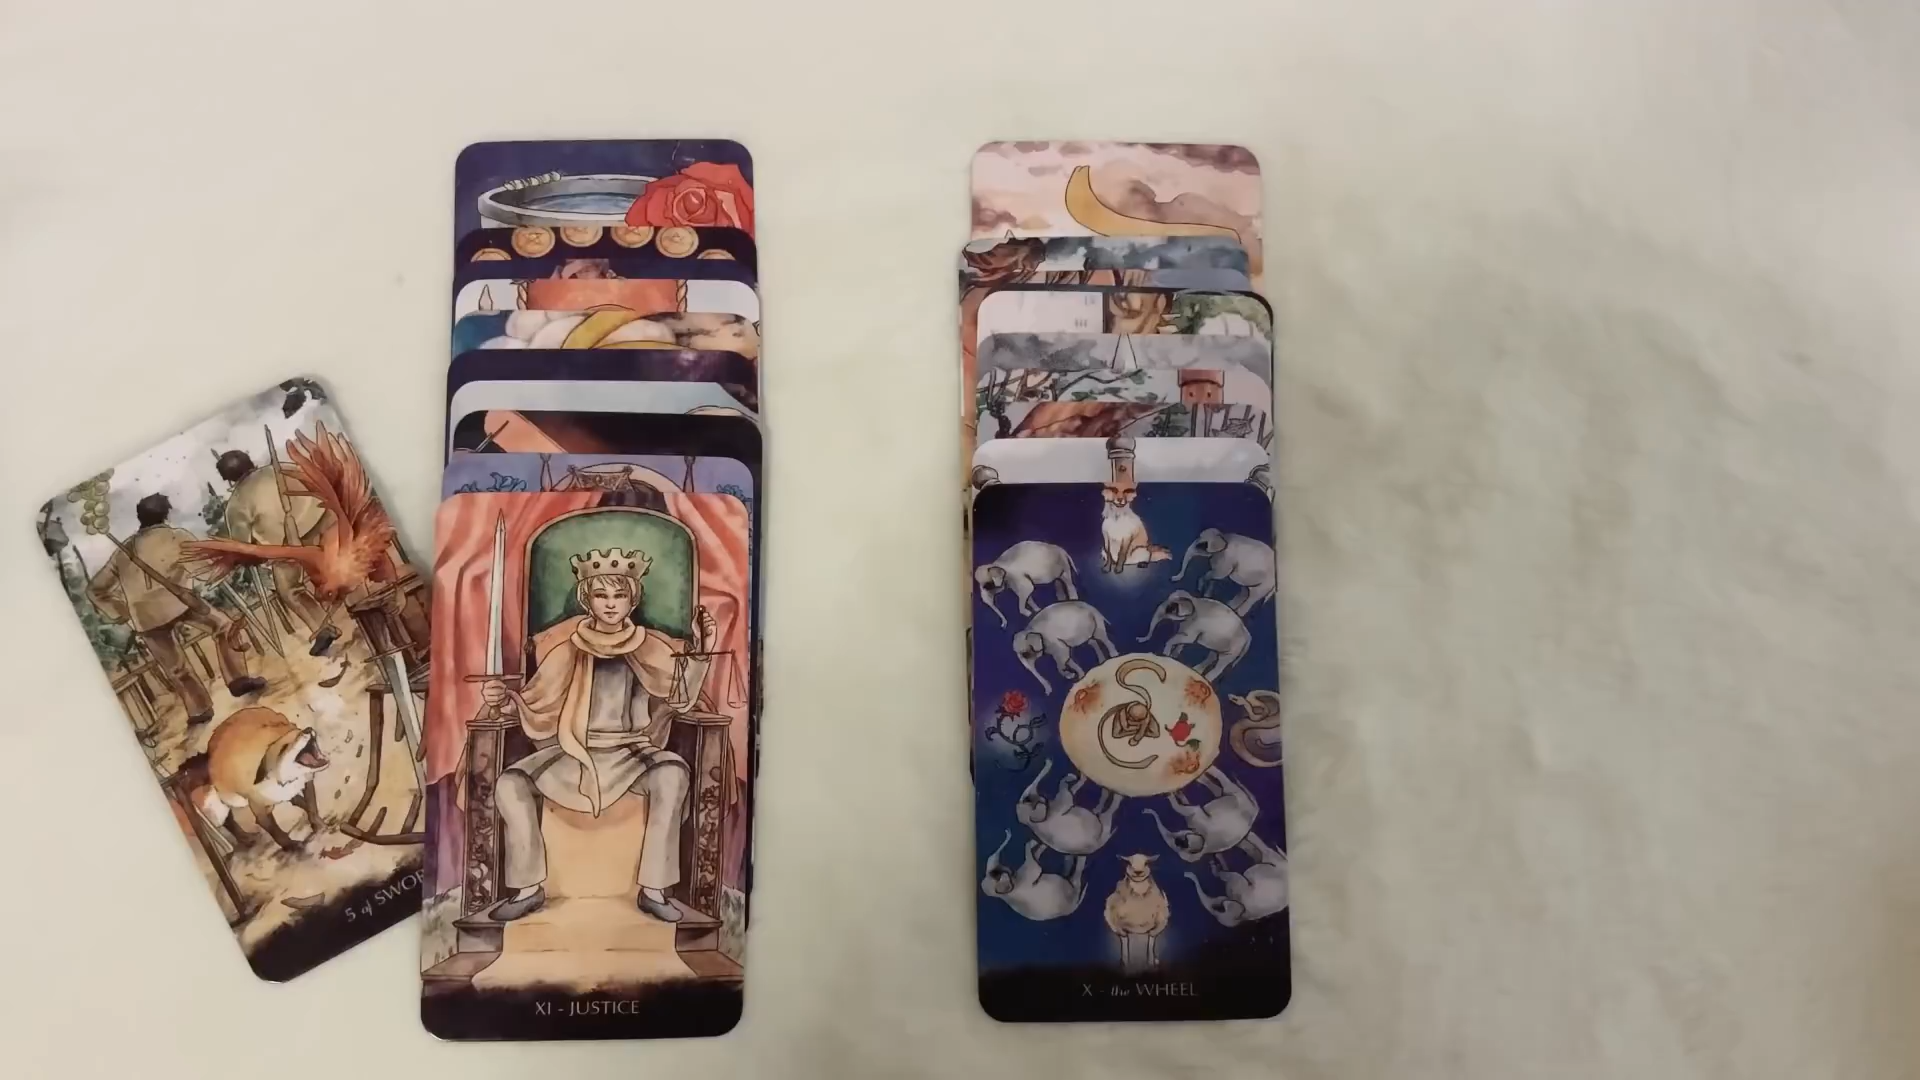 5 of SWOR
XI - JUSTICE
X - the WHEEL